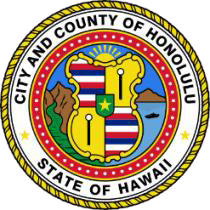 CITY AND COUNTY OF HONOLULU
STATE OF HAWAII